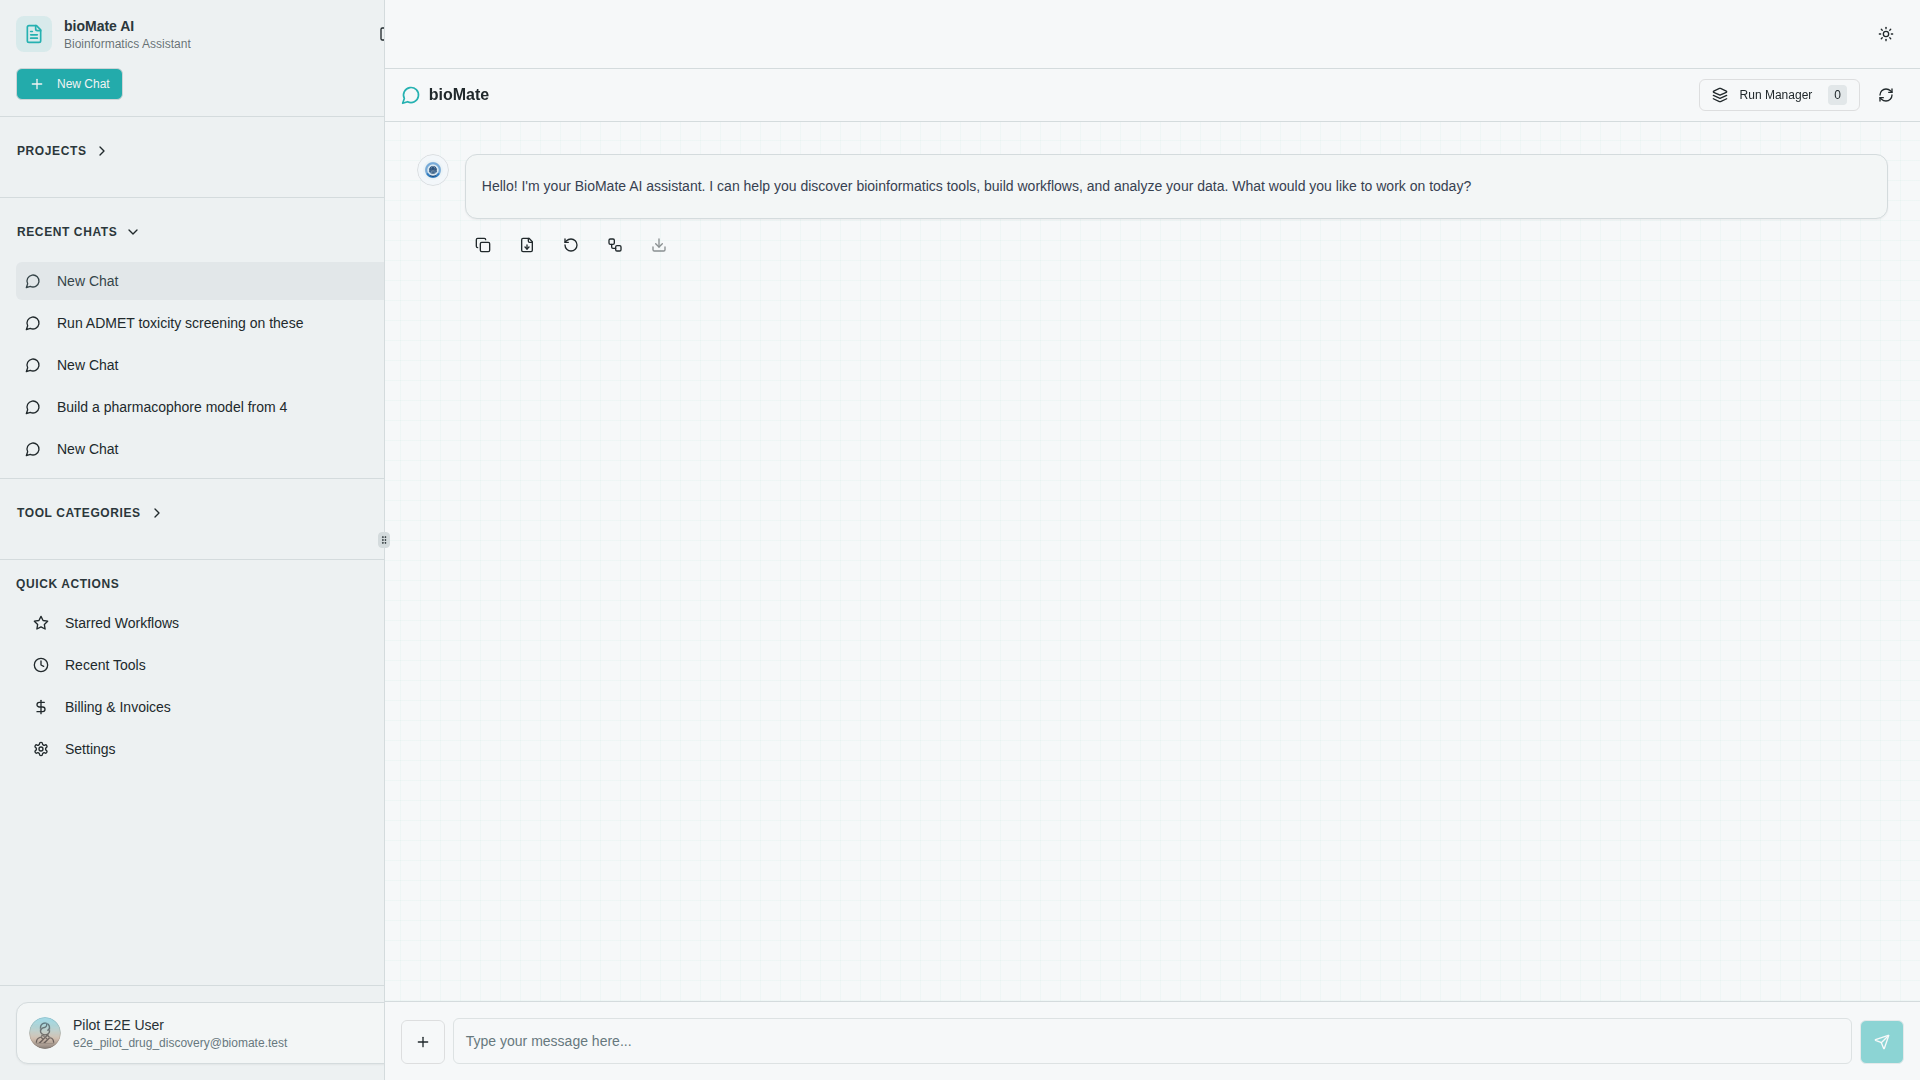 bioMate AI
Bioinformatics Assistant
New Chat
PROJECTS
RECENT CHATS
New Chat
Run ADMET toxicity screening on these
New Chat
Build a pharmacophore model from 4
New Chat
TOOL CATEGORIES
QUICK ACTIONS
Starred Workflows
Recent Tools
Billing & Invoices
Settings
Pilot E2E User
e2e_pilot_drug_discovery@biomate.test
bioMate
Run Manager 0
Hello! I'm your BioMate AI assistant. I can help you discover bioinformatics tools, build workflows, and analyze your data. What would you like to work on today?
Type your message here...